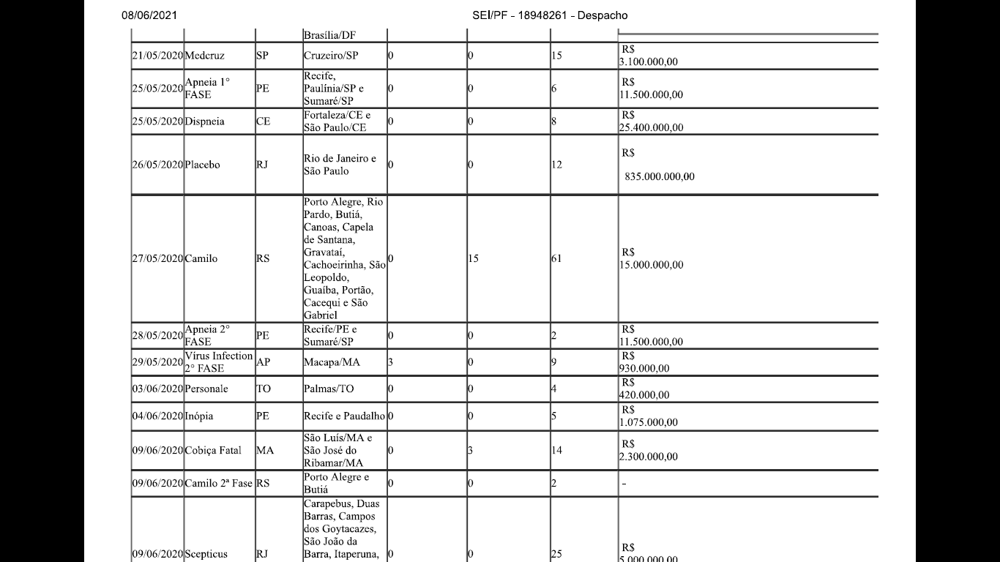 08/06/2021 SEI/PF - 18948261 - Despacho
Brasília/DF
21/05/2020 Medcruz SP Cruzeiro/SP 0 0 15 R$
3.100.000,00
25/05/2020 Apneia 1° FASE PE Recife,
Paulínia/SP e
Sumaré/SP 0 0 6 R$
11.500.000,00
25/05/2020 Dispneia CE Fortaleza/CE e
São Paulo/CE 0 0 8 R$
25.400.000,00
26/05/2020 Placebo RJ Rio de Janeiro e
São Paulo 0 0 12 R$
835.000.000,00
27/05/2020 Camilo RS Porto Alegre, Rio
Pardo, Butiá,
Canoas, Capela
de Santana,
Gravataí,
Cachoeirinha, São
Leopoldo,
Guaíba, Portão,
Cacequi e São
Gabriel 0 15 61 R$
15.000.000,00
28/05/2020 Apneia 2° FASE PE Recife/PE e
Sumaré/SP 0 0 2 R$
11.500.000,00
29/05/2020 Vírus Infection
2° FASE AP Macapa/MA 3 0 9 R$
930.000,00
03/06/2020 Personale TO Palmas/TO 0 0 4 R$
420.000,00
04/06/2020 Inópia PE Recife e Paudalho 0 0 5 R$
1.075.000,00
09/06/2020 Cobiça Fatal MA São Luís/MA e
São José do
Ribamar/MA 0 3 14 R$
2.300.000,00
09/06/2020 Camilo 2ª Fase RS Porto Alegre e
Butiá 0 0 2 -
09/06/2020 Scepticus RJ Carapebus, Duas
Barras, Campos
dos Goytacazes,
São João da
Barra, Itaperuna, 0 0 25 R$
5.000.000,00